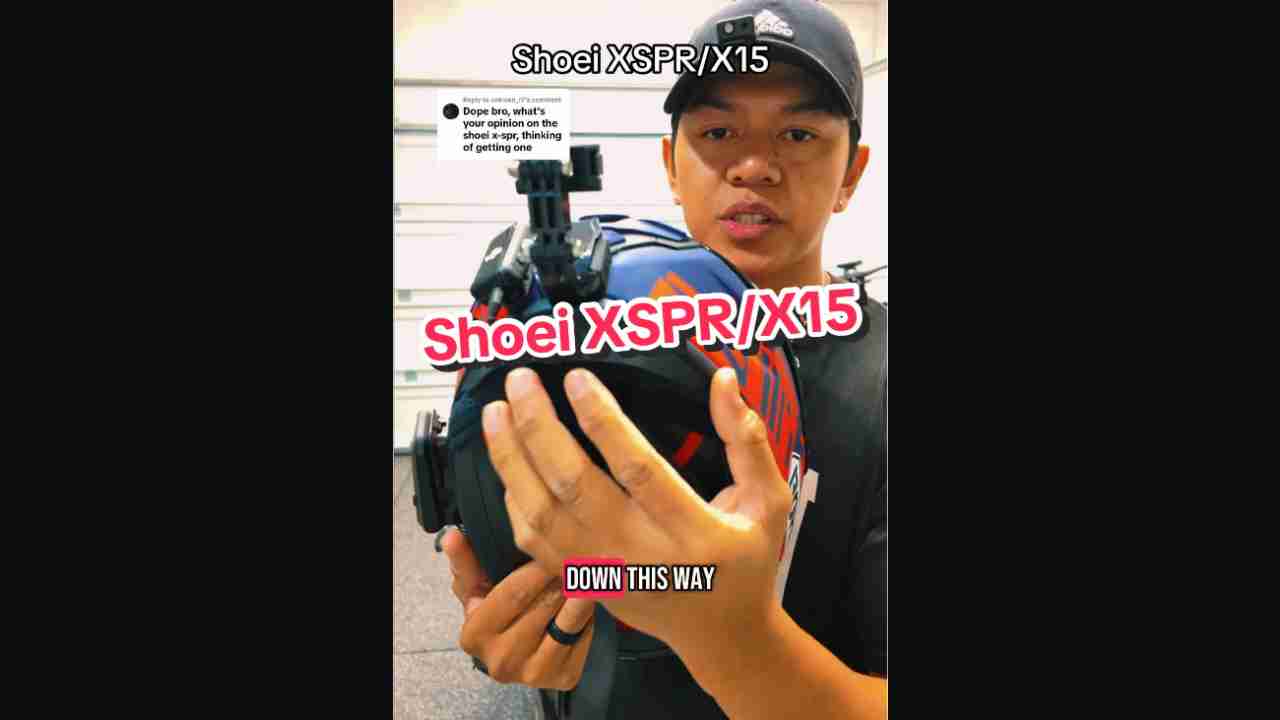 Shoei XSPR/X15
Dope bro, what's
your opinion on the
shoei x-spr, thinking
of getting one
Shoei XSPR/X15
DOWN THIS WAY